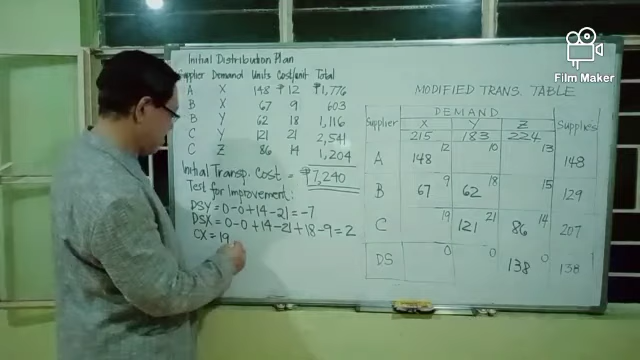 Film Maker
Initial Distribution Plan
Supplier Demand Units Cost/unit Total
A X 148 ₱12 ₱1,776
B X 67 9 603
B Y 62 18 1,116
C Y 121 21 2,541
C Z 86 14 1,204
Initial Transp. Cost = ₱7,240
Test for Improvement:
DSY = 0-0+14-21 = -7
DSX = 0-0+14-21+18-9 = 2
CX = 19
MODIFIED TRANS. TABLE
Supplier DEMAND Supplies
X Y Z
215 183 224
A 148 12 10 13 148
B 67 9 62 18 15 129
C 19 121 21 86 14 207
DS 0 0 138 0 138